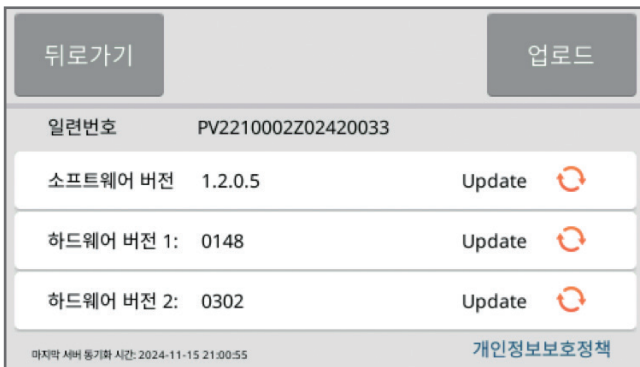 뒤로가기 업로드
일련번호 PV2210002Z02420033
소프트웨어 버전 1.2.0.5 Update
하드웨어 버전 1: 0148 Update
하드웨어 버전 2: 0302 Update
마지막 서버 동기화 시간: 2024-11-15 21:00:55 개인정보보호정책